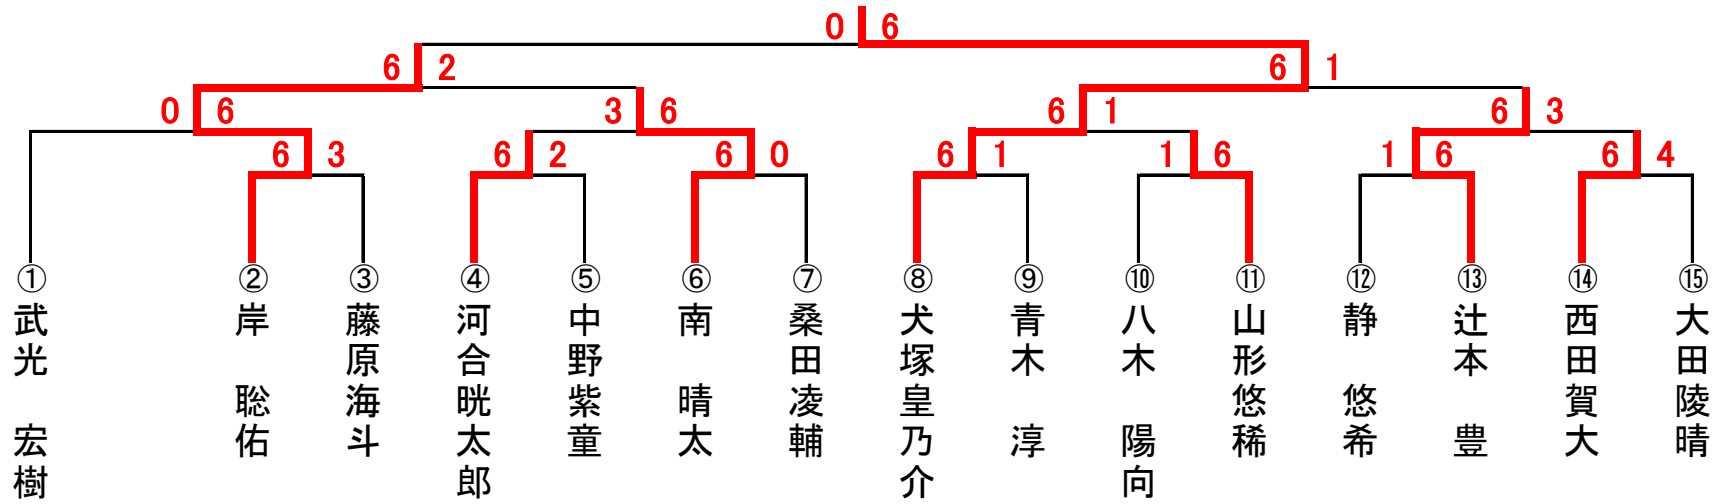 0 6
6 2 6 1
0 6 3 6 6 1 6 3
6 3 6 2 6 0 6 1 1 6 1 6 6 4
① ② ③ ④ ⑤ ⑥ ⑦ ⑧ ⑨ ⑩ ⑪ ⑫ ⑬ ⑭ ⑮
武光 宏樹
岸 聡佑
藤原海斗
河合晄太郎
中野紫童
南 晴太
桑田凌輔
犬塚皇乃介
青木 淳
八木 陽向
山形悠稀
静 悠希
辻本 豊
西田賀大
大田陵晴